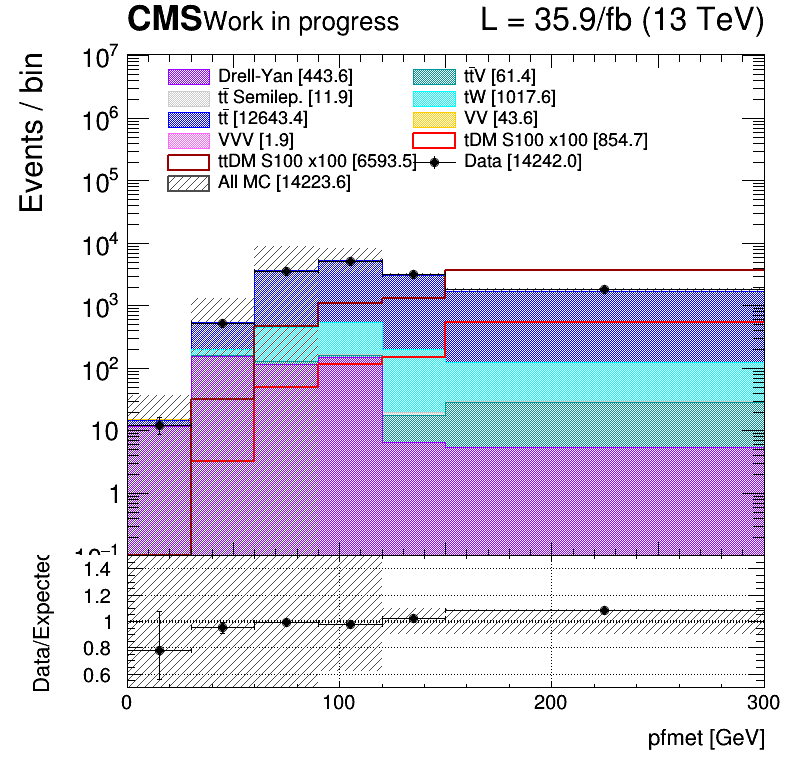 CMS Work in progress L = 35.9/fb (13 TeV)
Events / bin
10^7
10^6
10^5
10^4
10^3
10^2
10
1
10^-1
Drell-Yan [443.6] tt̄V [61.4]
tt̄ Semilep. [11.9] tW [1017.6]
tt̄ [12643.4] VV [43.6]
VVV [1.9] tDM S100 x100 [854.7]
ttDM S100 x100 [6593.5] Data [14242.0]
All MC [14223.6]
Data/Expected
1.4
1.2
1
0.8
0.6
0 100 200 300
pfmet [GeV]